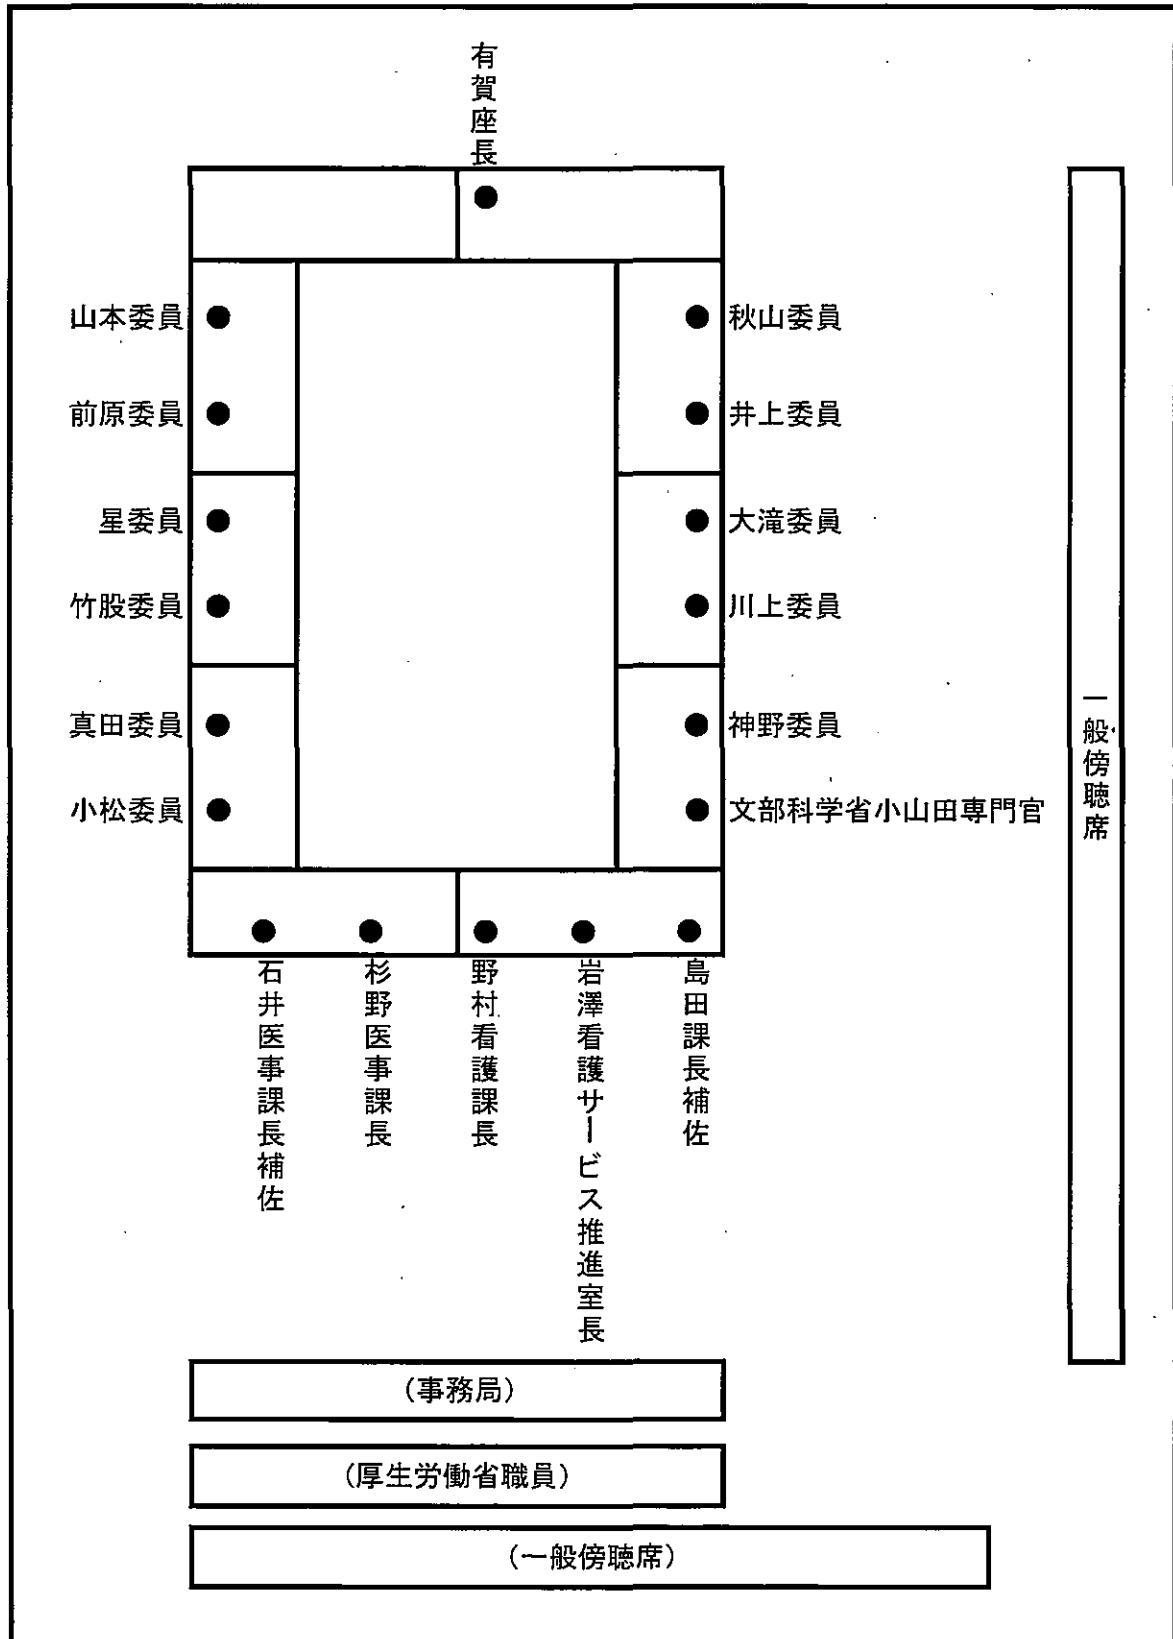 有賀座長
山本委員
秋山委員
前原委員
井上委員
星委員
大滝委員
竹股委員
川上委員
真田委員
神野委員
小松委員
文部科学省小山田専門官
石井医事課長補佐
杉野医事課長
野村看護課長
岩澤看護サービス推進室長
島田課長補佐
一般傍聴席
(事務局)
(厚生労働省職員)
(一般傍聴席)